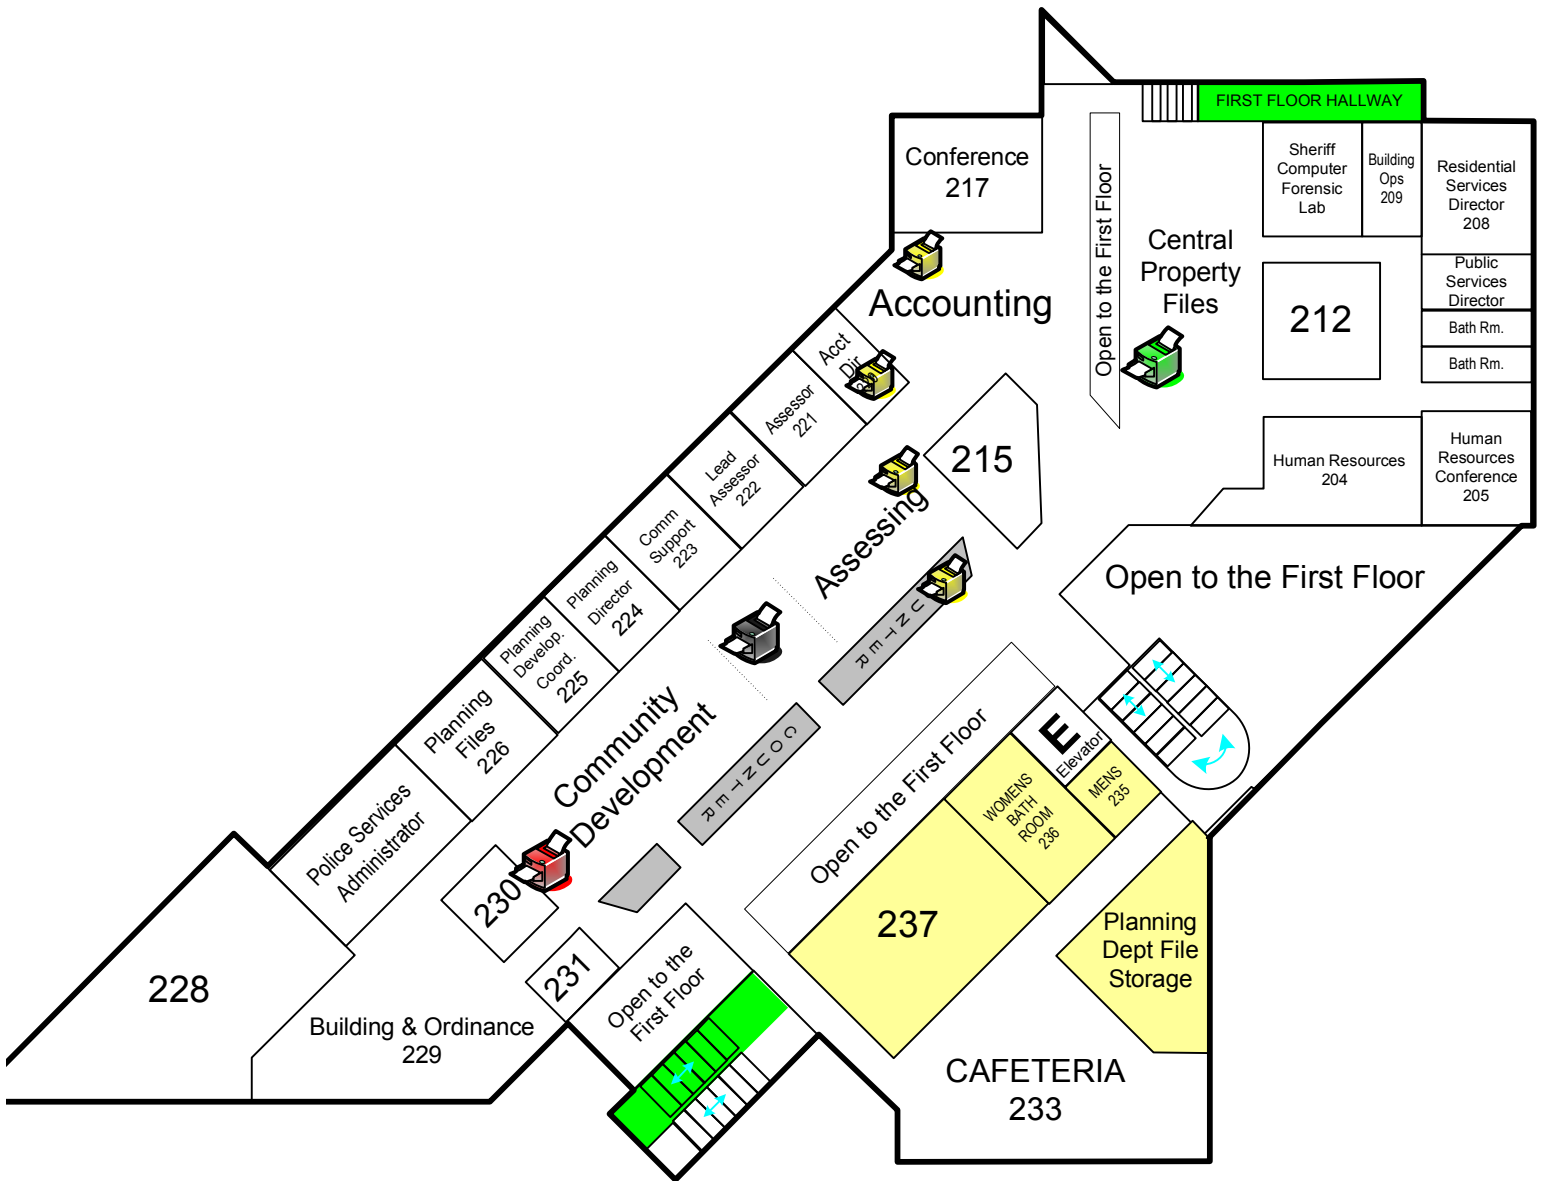 FIRST FLOOR HALLWAY
Conference
217
Open to the First Floor
Sheriff
Computer
Forensic
Lab
Building
Ops
209
Residential
Services
Director
208
Central
Property
Files
Public
Services
Director
Accounting
212
Bath Rm.
Bath Rm.
Acct
Dir
Assessor
221
215
Human Resources
204
Human
Resources
Conference
205
Lead
Assessor
222
Comm
Support
223
Assessing
Planning
Director
224
Open to the First Floor
UNTER
Planning
Develop.
Coord.
225
Planning
Files
226
Community
Development
COUNTER
Open to the First Floor
E
Elevator
MENS
235
WOMENS
BATH
ROOM
236
Police Services
Administrator
230
237
Planning
Dept File
Storage
231
228
Open to the
First Floor
Building & Ordinance
229
CAFETERIA
233